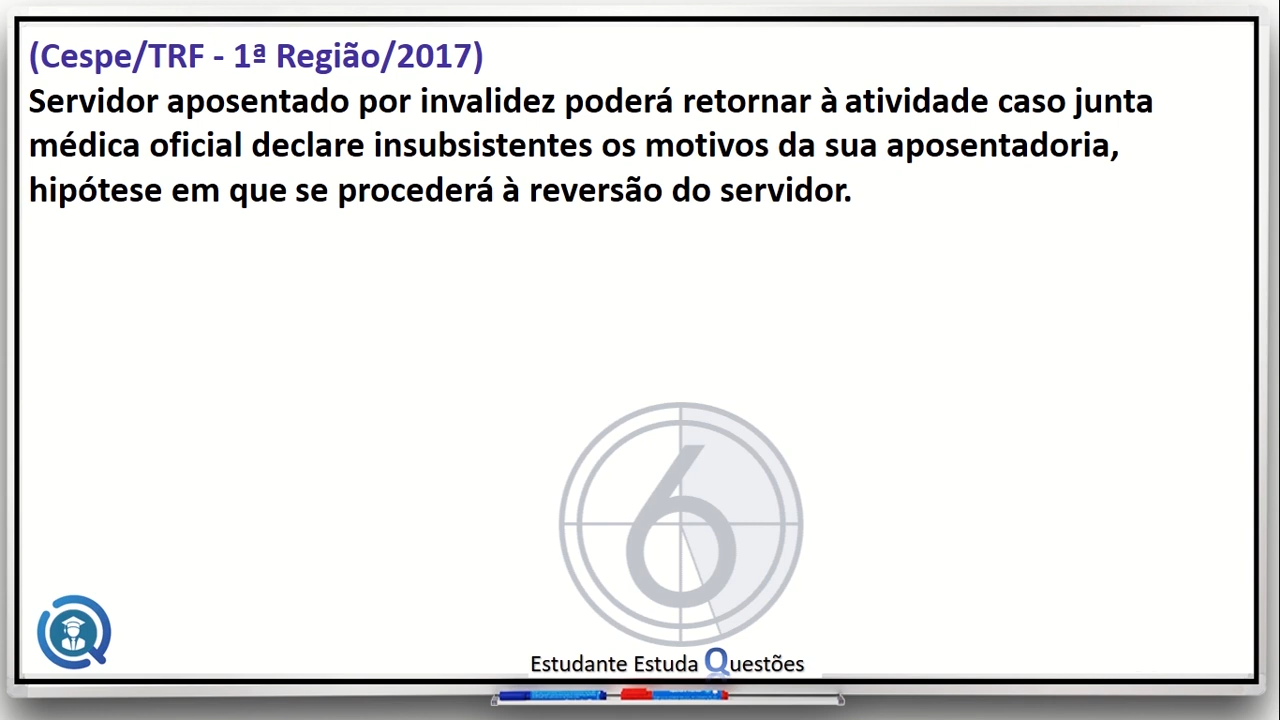 (Cespe/TRF - 1ª Região/2017)
Servidor aposentado por invalidez poderá retornar à atividade caso junta
médica oficial declare insubsistentes os motivos da sua aposentadoria,
hipótese em que se procederá à reversão do servidor.
6
Estudante Estuda Questões